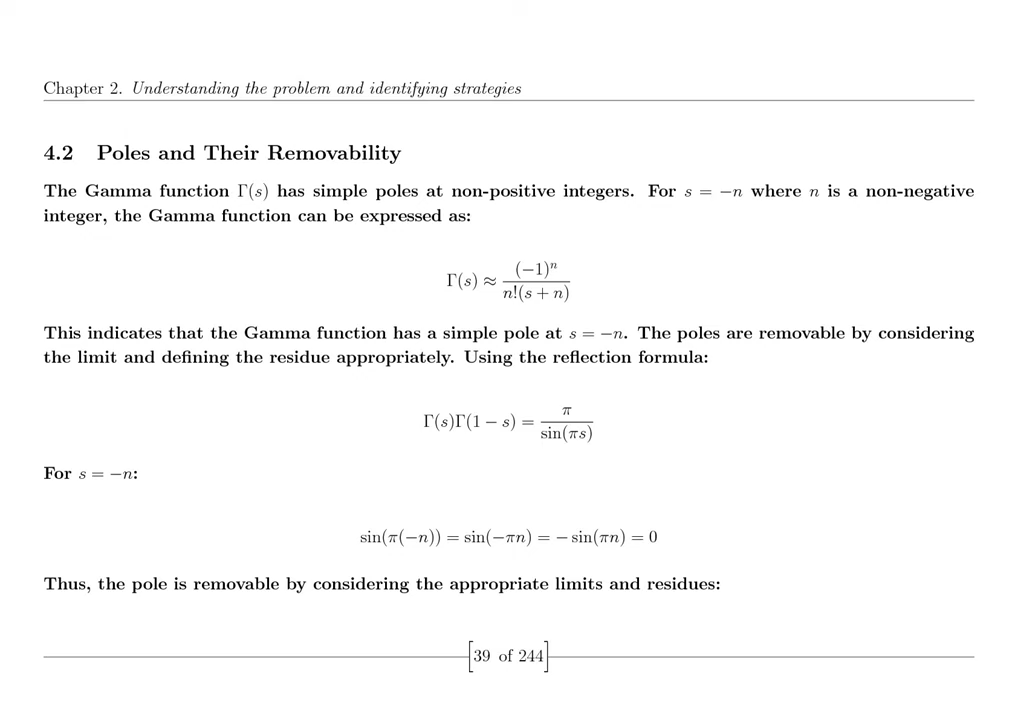 Chapter 2. Understanding the problem and identifying strategies
4.2 Poles and Their Removability
The Gamma function Γ(s) has simple poles at non-positive integers. For s = −n where n is a non-negative
integer, the Gamma function can be expressed as:
Γ(s) ≈ (−1)ⁿ / n!(s + n)
This indicates that the Gamma function has a simple pole at s = −n. The poles are removable by considering
the limit and defining the residue appropriately. Using the reflection formula:
Γ(s)Γ(1 − s) = π / sin(πs)
For s = −n:
sin(π(−n)) = sin(−πn) = − sin(πn) = 0
Thus, the pole is removable by considering the appropriate limits and residues:
[39 of 244]